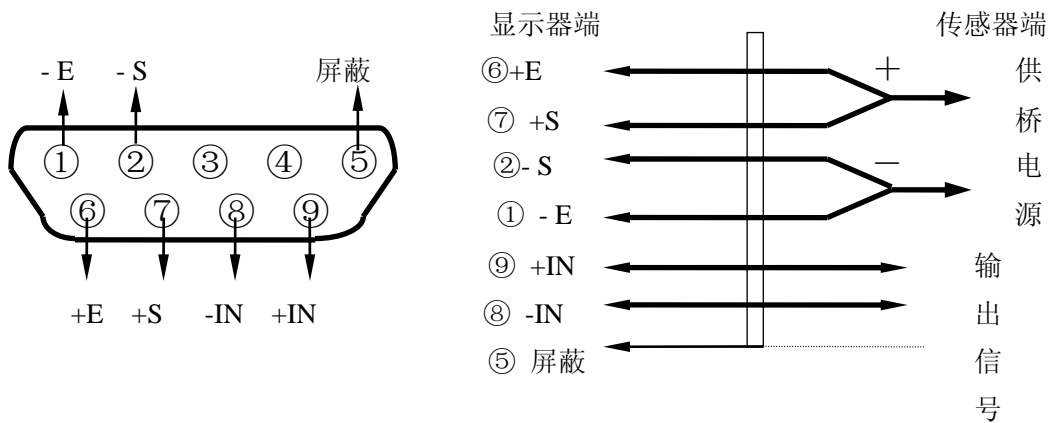 - E - S 屏蔽
① ② ③ ④ ⑤
⑥ ⑦ ⑧ ⑨
+E +S -IN +IN
显示器端 传感器端
⑥+E
⑦ +S
②- S
① - E
⑨ +IN
⑧ -IN
⑤ 屏蔽
+
－
供桥电源
输出信号